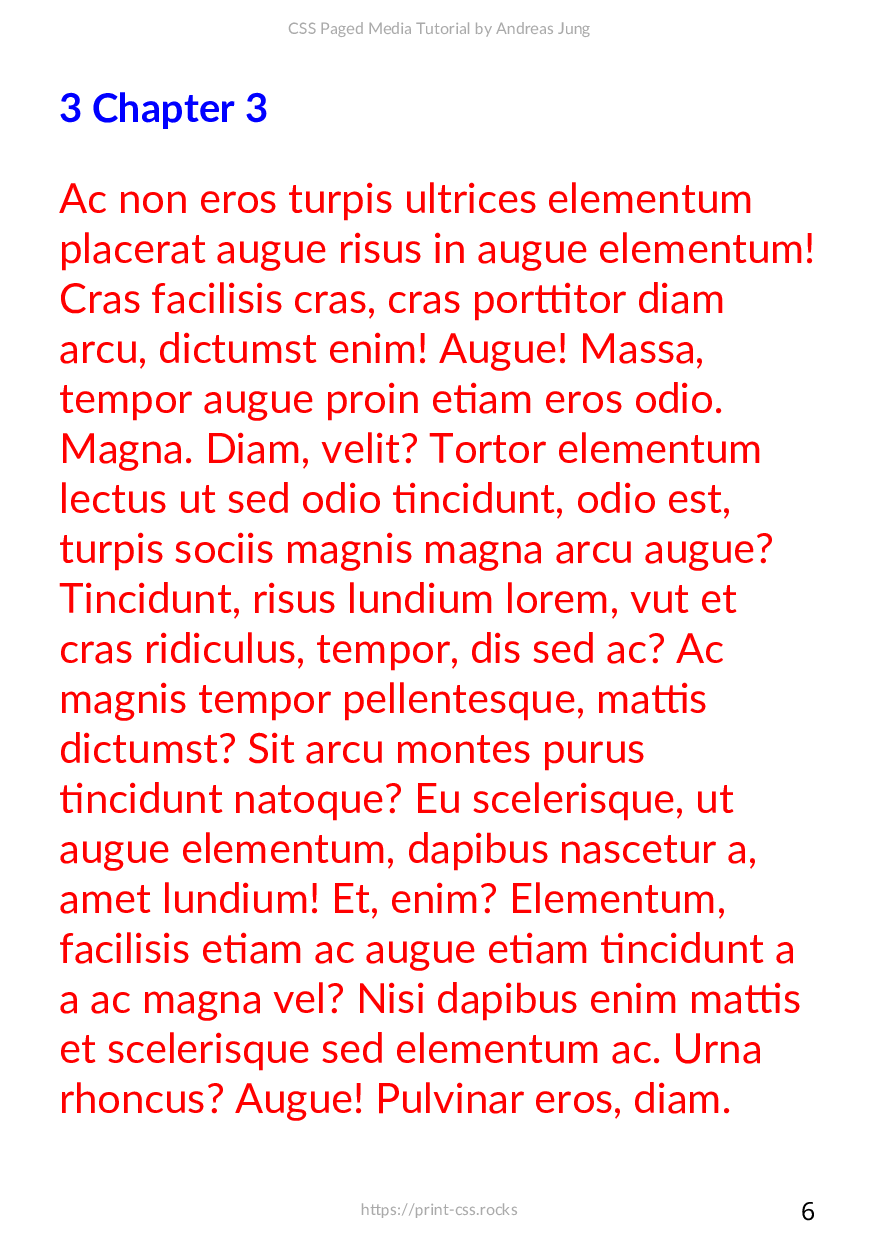 CSS Paged Media Tutorial by Andreas Jung
3 Chapter 3
Ac non eros turpis ultrices elementum
placerat augue risus in augue elementum!
Cras facilisis cras, cras porttitor diam
arcu, dictumst enim! Augue! Massa,
tempor augue proin etiam eros odio.
Magna. Diam, velit? Tortor elementum
lectus ut sed odio tincidunt, odio est,
turpis sociis magnis magna arcu augue?
Tincidunt, risus lundium lorem, vut et
cras ridiculus, tempor, dis sed ac? Ac
magnis tempor pellentesque, mattis
dictumst? Sit arcu montes purus
tincidunt natoque? Eu scelerisque, ut
augue elementum, dapibus nascetur a,
amet lundium! Et, enim? Elementum,
facilisis etiam ac augue etiam tincidunt a
a ac magna vel? Nisi dapibus enim mattis
et scelerisque sed elementum ac. Urna
rhoncus? Augue! Pulvinar eros, diam.
https://print-css.rocks
6